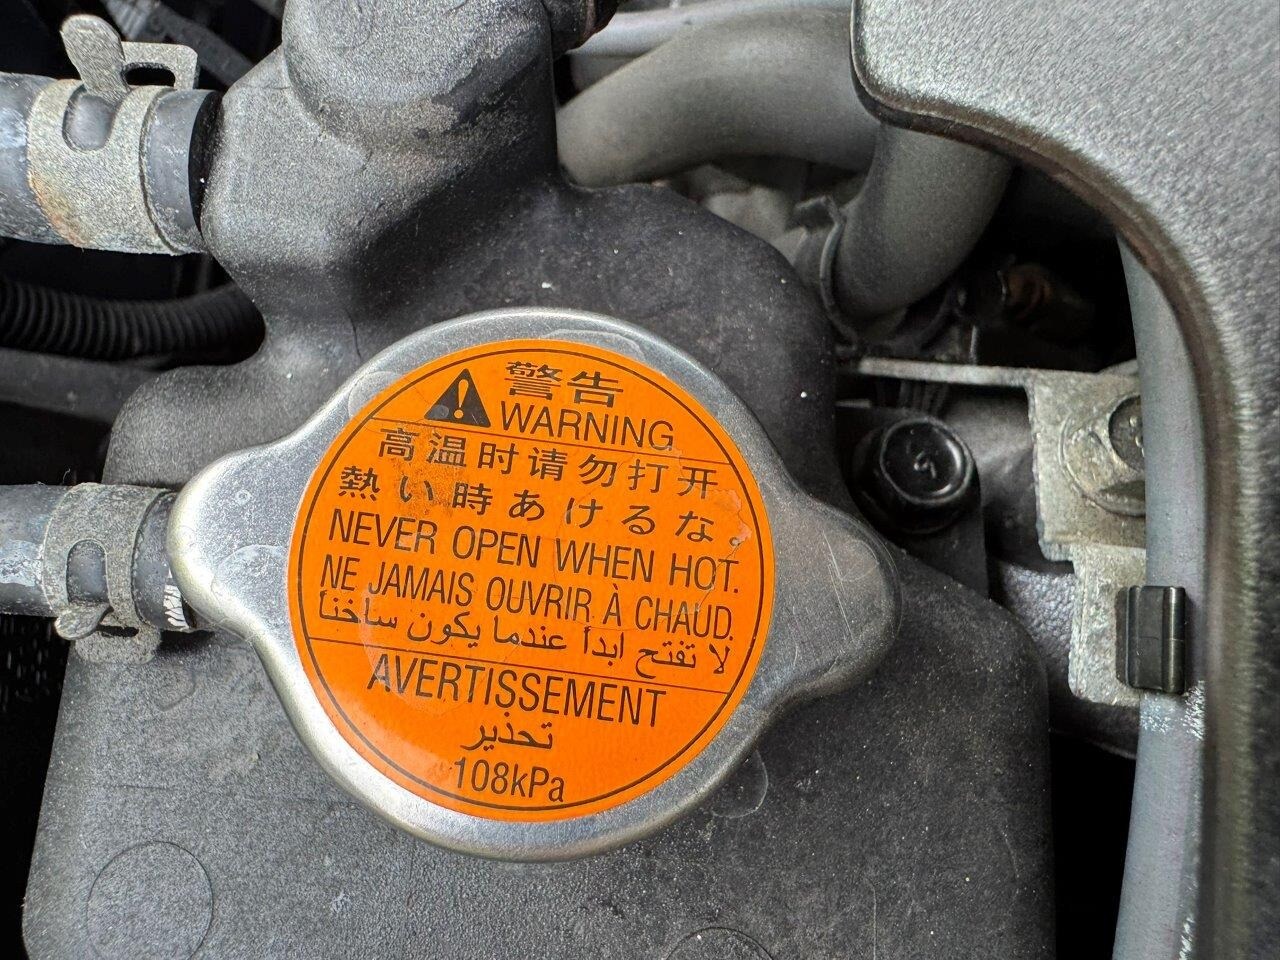 警告
WARNING
高温时请勿打开
熱い時あけるな。
NEVER OPEN WHEN HOT.
NE JAMAIS OUVRIR À CHAUD.
لا تفتح ابدأ عندما يكون ساخناً
AVERTISSEMENT
تحذير
108kPa